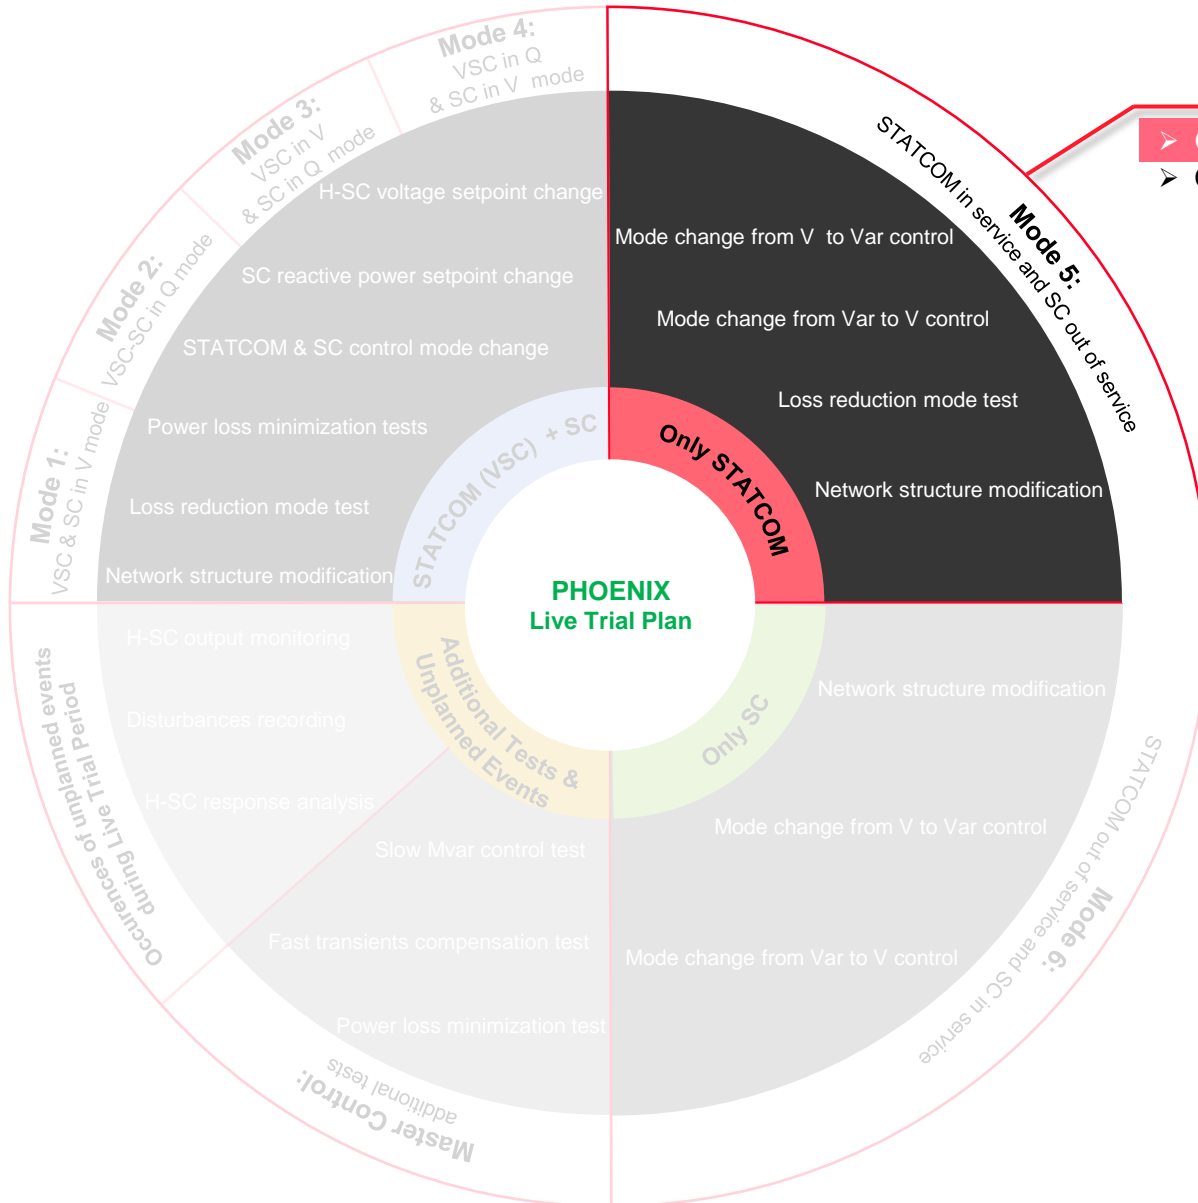 Mode 4:
VSC in Q
& SC in V mode
Mode 3:
VSC in V
& SC in Q mode
Mode 2:
VSC-SC in Q mode
Mode 1:
VSC & SC in V mode
H-SC voltage setpoint change
SC reactive power setpoint change
STATCOM & SC control mode change
Power loss minimization tests
Loss reduction mode test
Network structure modification
STATCOM (VSC) + SC
Mode 5:
STATCOM in service and SC out of service
Mode change from V to Var control
Mode change from Var to V control
Loss reduction mode test
Network structure modification
Only STATCOM
PHOENIX
Live Trial Plan
Additional Tests &
Unplanned Events
Only SC
H-SC output monitoring
Disturbances recording
H-SC response analysis
Occurences of unplanned events
during Live Trial Period
Slow Mvar control test
Fast transients compensation test
Power loss minimization test
Master Control:
additional tests
Network structure modification
Mode change from V to Var control
Mode change from Var to V control
Mode 6:
STATCOM out of service and SC in service